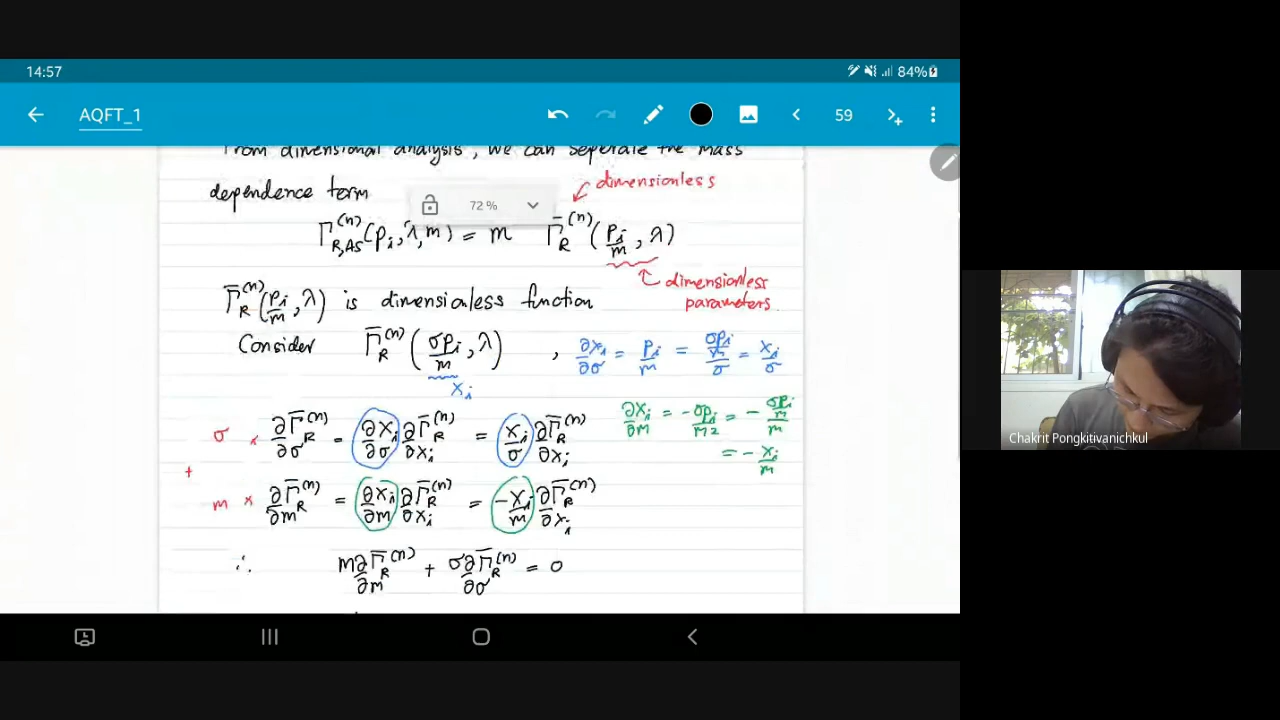 14:57
84%
AQFT_1
59
From dimensional analysis, we can seperate the mass
dependence term
72 %
dimensionless
Γ_{R,AS}^{(n)}(p_i, λ, m) = m Γ̄_R^{(n)}(p_i/m, λ)
dimensionless
parameters.
Γ̄_R^{(n)}(p_i/m, λ) is dimensionless function
Consider Γ̄_R^{(n)}(σp_i/m, λ) , ∂x_i/∂σ = p_i/m = (σp_i/m)/σ = x_i/σ
x_i
∂x_i/∂m = -σp_i/m2 = -(σp_i/m)/m
= -x_i/m
σ × ∂Γ̄_R^{(n)}/∂σ = ∂x_i/∂σ ∂Γ̄_R^{(n)}/∂x_i = x_i/σ ∂Γ̄_R^{(n)}/∂x_i
+
m × ∂Γ̄_R^{(n)}/∂m = ∂x_i/∂m ∂Γ̄_R^{(n)}/∂x_i = -x_i/m ∂Γ̄_R^{(n)}/∂x_i
∴ m∂Γ̄_R^{(n)}/∂m + σ∂Γ̄_R^{(n)}/∂σ = 0
Chakrit Pongkitivanichkul